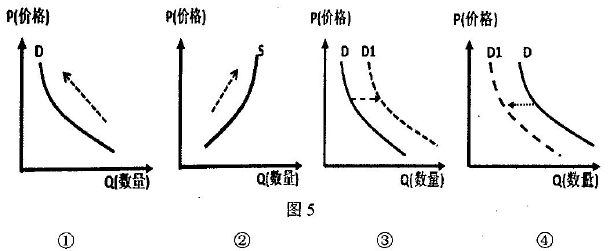 P(价格) P(价格) P(价格) P(价格)
D S D D1 D1 D
Q(数量) Q(数量) Q(数量) Q(数量)
图 5
① ② ③ ④